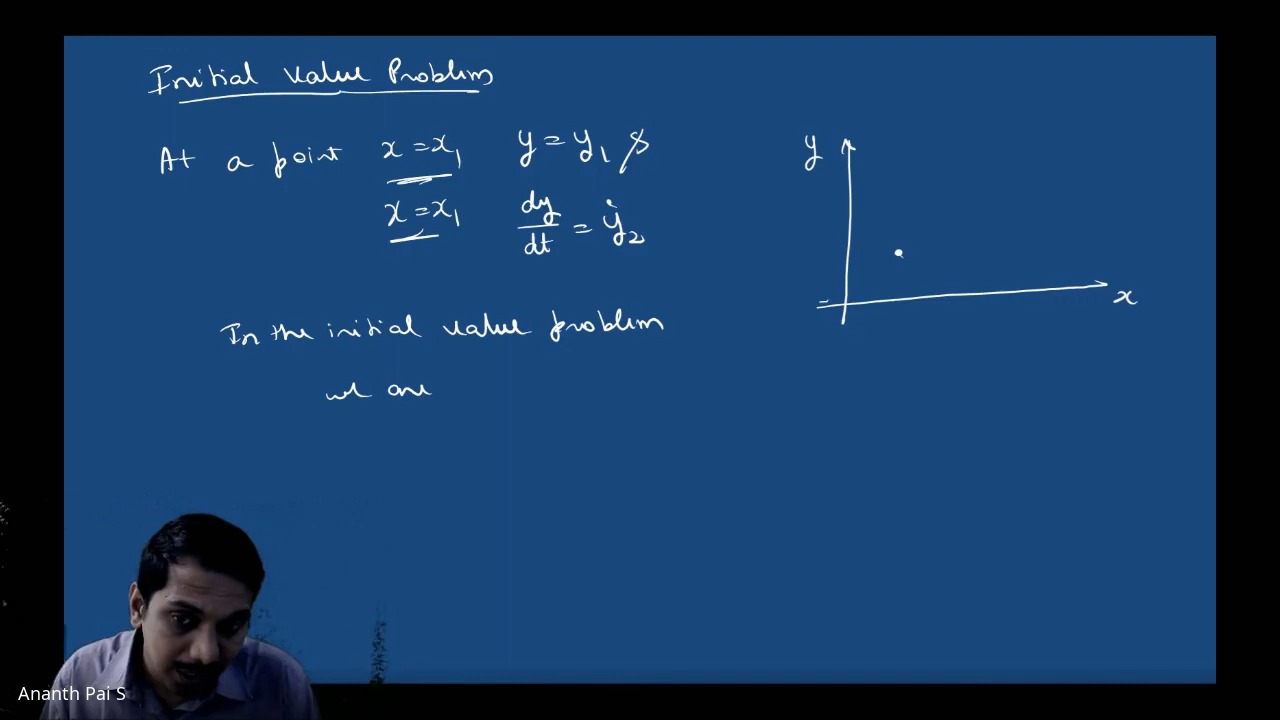 Initial Value Problem
At a point x = x₁ y = y₁ &
x = x₁ dy/dt = ẏ₂
y
x
In the initial value problem
we are
Ananth Pai S